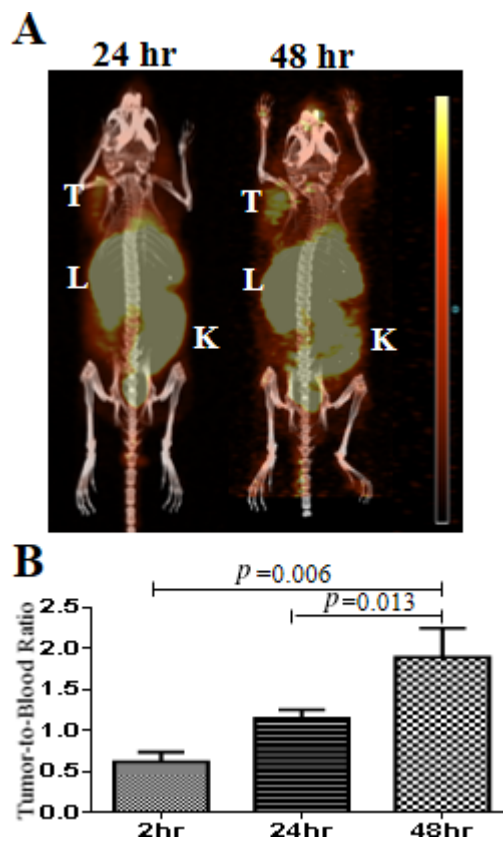 A
24 hr 48 hr
T T
L L
K K
B
p=0.006
p=0.013
Tumor-to-Blood Ratio
2.5
2.0
1.5
1.0
0.5
0.0
2hr 24hr 48hr